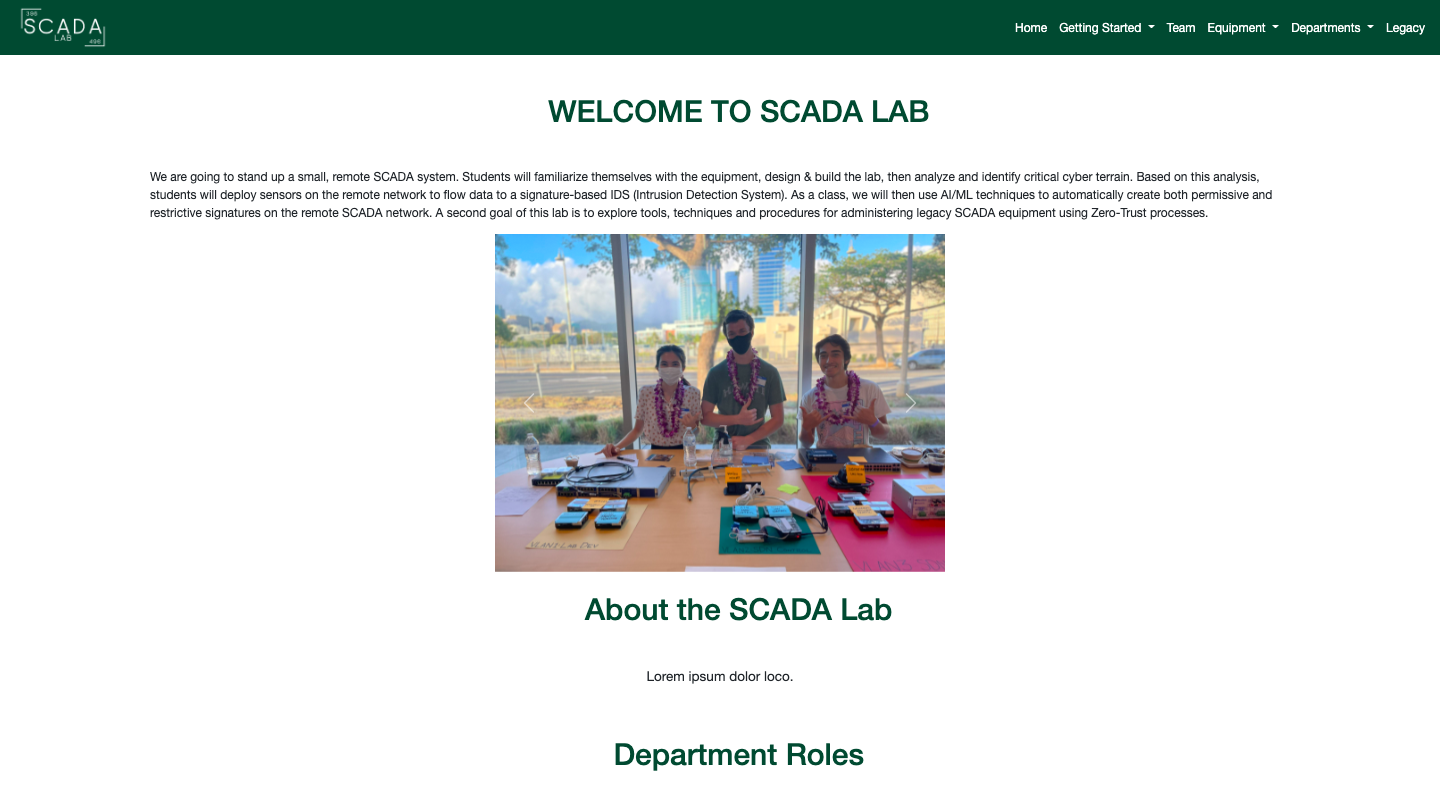 396
SCADA
LAB
496
Home Getting Started Team Equipment Departments Legacy
WELCOME TO SCADA LAB
We are going to stand up a small, remote SCADA system. Students will familiarize themselves with the equipment, design & build the lab, then analyze and identify critical cyber terrain. Based on this analysis,
students will deploy sensors on the remote network to flow data to a signature-based IDS (Intrusion Detection System). As a class, we will then use AI/ML techniques to automatically create both permissive and
restrictive signatures on the remote SCADA network. A second goal of this lab is to explore tools, techniques and procedures for administering legacy SCADA equipment using Zero-Trust processes.
About the SCADA Lab
Lorem ipsum dolor loco.
Department Roles